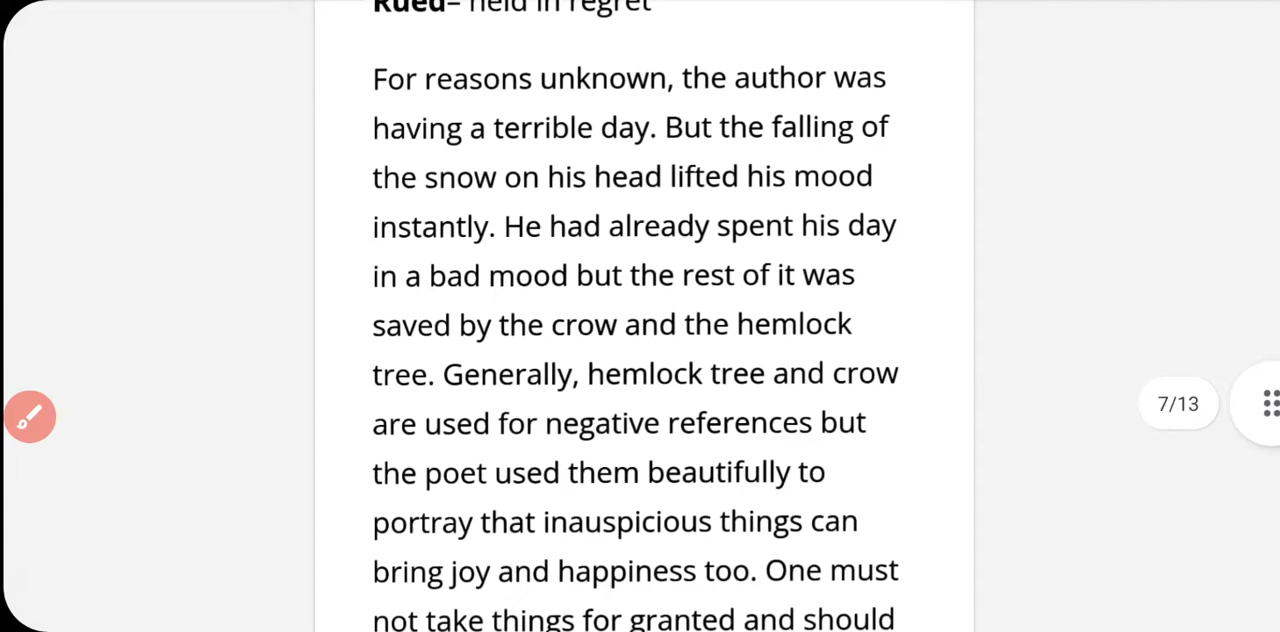 Rued– held in regret
For reasons unknown, the author was
having a terrible day. But the falling of
the snow on his head lifted his mood
instantly. He had already spent his day
in a bad mood but the rest of it was
saved by the crow and the hemlock
tree. Generally, hemlock tree and crow
are used for negative references but
the poet used them beautifully to
portray that inauspicious things can
bring joy and happiness too. One must
not take things for granted and should
7/13